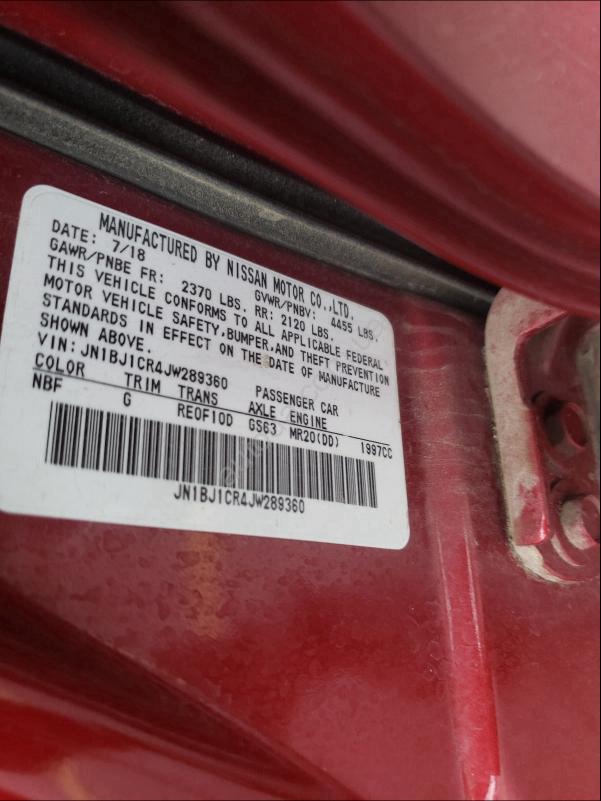 MANUFACTURED BY NISSAN MOTOR CO.,LTD.
DATE: 7/18 GVWR/PNBV: 4455 LBS.
GAWR/PNBE FR: 2370 LBS. RR: 2120 LBS.
THIS VEHICLE CONFORMS TO ALL APPLICABLE FEDERAL
MOTOR VEHICLE SAFETY,BUMPER,AND THEFT PREVENTION
STANDARDS IN EFFECT ON THE DATE OF MANUFACTURE
SHOWN ABOVE.
VIN: JN1BJ1CR4JW289360 PASSENGER CAR
COLOR TRIM TRANS AXLE ENGINE
NBF G RE0F10D GS63 MR20(DD) 1997CC
JN1BJ1CR4JW289360